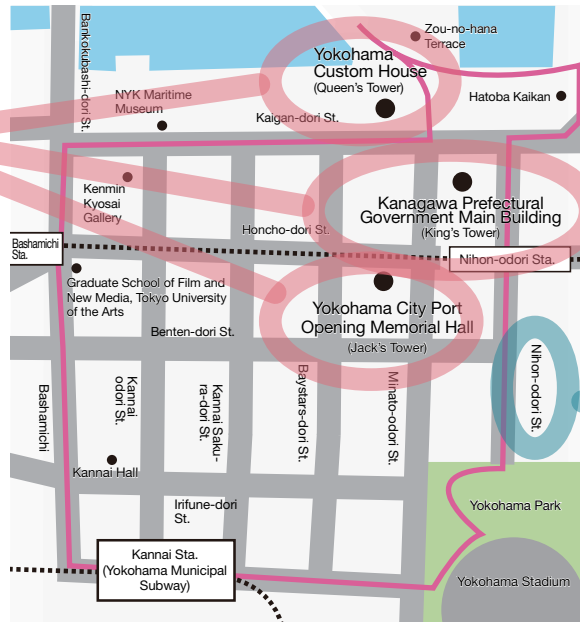 Bankokubashi-dori St.
Zou-no-hana
Terrace
Yokohama
Custom House
(Queen's Tower)
NYK Maritime
Museum
Hatoba Kaikan
Kaigan-dori St.
Kenmin
Kyosai
Gallery
Kanagawa Prefectural
Government Main Building
(King's Tower)
Honcho-dori St.
Bashamichi
Sta.
Nihon-odori Sta.
Graduate School of Film and
New Media, Tokyo University
of the Arts
Yokohama City Port
Opening Memorial Hall
(Jack's Tower)
Benten-dori St.
Bashamichi
Kannai
odori St.
Kannai Saku-
ra-dori St.
Baystars-dori St.
Minato-odori St.
Nihon-odori St.
Kannai Hall
Irifune-dori
St.
Yokohama Park
Kannai Sta.
(Yokohama Municipal
Subway)
Yokohama Stadium